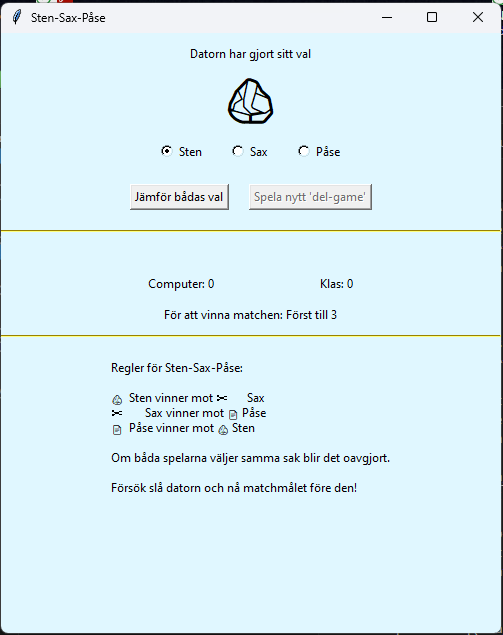 Sten-Sax-Påse
Datorn har gjort sitt val
Sten Sax Påse
Jämför bådas val Spela nytt 'del-game'
Computer: 0 Klas: 0
För att vinna matchen: Först till 3
Regler för Sten-Sax-Påse:
Sten vinner mot Sax
Sax vinner mot Påse
Påse vinner mot Sten
Om båda spelarna väljer samma sak blir det oavgjort.
Försök slå datorn och nå matchmålet före den!